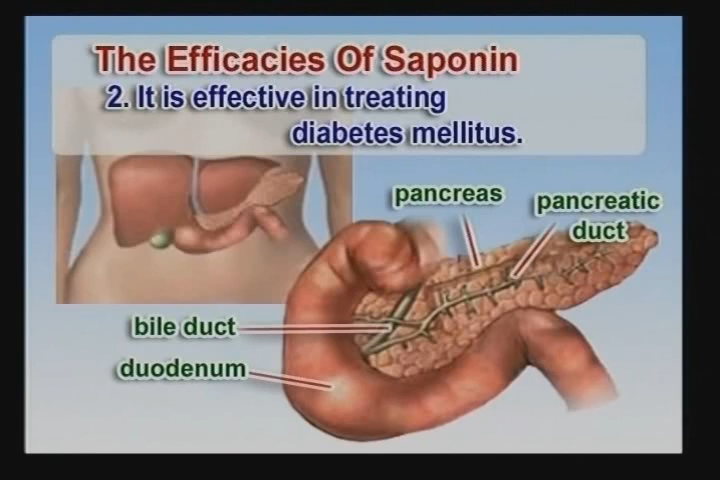 The Efficacies Of Saponin
2. It is effective in treating
diabetes mellitus.
pancreas
pancreatic
duct
bile duct
duodenum